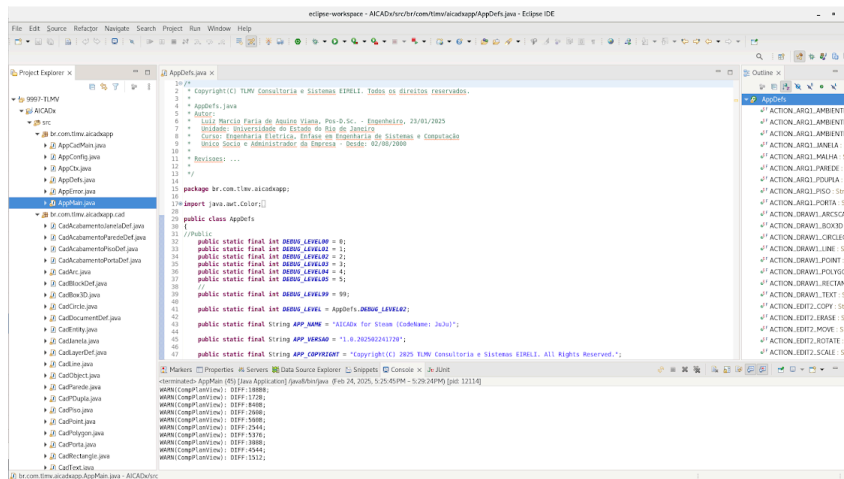 eclipse-workspace - AICADx/src/br/com/tlmv/aicadxapp/AppDefs.java - Eclipse IDE
File Edit Source Refactor Navigate Search Project Run Window Help
Project Explorer
9997-TLMV
AICADx
src
br.com.tlmv.aicadxapp
AppCadMain.java
AppConfig.java
AppCtx.java
AppDefs.java
AppError.java
AppMain.java
br.com.tlmv.aicadxapp.cad
CadAcabamentoJanelaDef.java
CadAcabamentoParedeDef.java
CadAcabamentoPisoDef.java
CadAcabamentoPortaDef.java
CadArc.java
CadBlockDef.java
CadBox3D.java
CadCircle.java
CadDocumentDef.java
CadEntity.java
CadJanela.java
CadLayerDef.java
CadLine.java
CadObject.java
CadParede.java
CadPDupla.java
CadPiso.java
CadPoint.java
CadPolygon.java
CadPorta.java
CadRectangle.java
CadText.java
AppDefs.java
1 /*
2 * Copyright(C) TLMV Consultoria e Sistemas EIRELI. Todos os direitos reservados.
3 *
4 * AppDefs.java
5 * Autor:
6 * Luiz Marcio Faria de Aquino Viana, Pos-D.Sc. - Engenheiro, 23/01/2025
7 * Unidade: Universidade do Estado do Rio de Janeiro
8 * Curso: Engenharia Eletrica, Enfase em Engenharia de Sistemas e Computação
9 * Unico Socio e Administrador da Empresa - Desde: 02/08/2000
10 *
11 * Revisoes: ...
12 *
13 */
14
15 package br.com.tlmv.aicadxapp;
16
17 import java.awt.Color;
28
29 public class AppDefs
30 {
31 //Public
32 public static final int DEBUG_LEVEL00 = 0;
33 public static final int DEBUG_LEVEL01 = 1;
34 public static final int DEBUG_LEVEL02 = 2;
35 public static final int DEBUG_LEVEL03 = 3;
36 public static final int DEBUG_LEVEL04 = 4;
37 public static final int DEBUG_LEVEL05 = 5;
38 //
39 public static final int DEBUG_LEVEL99 = 99;
40
41 public static final int DEBUG_LEVEL = AppDefs.DEBUG_LEVEL02;
42
43 public static final String APP_NAME = "AICADx for Steam (CodeName: JuJu)";
44
45 public static final String APP_VERSAO = "1.0.202502241720";
46
47 public static final String APP_COPYRIGHT = "Copyright(C) 2025 TLMV Consultoria e Sistemas EIRELI. All Rights Reserved.";
Outline
AppDefs
ACTION_ARQ1_AMBIENT
ACTION_ARQ1_AMBIENT
ACTION_ARQ1_AMBIENT
ACTION_ARQ1_JANELA :
ACTION_ARQ1_MALHA :
ACTION_ARQ1_PAREDE :
ACTION_ARQ1_PDUPLA :
ACTION_ARQ1_PISO : Str
ACTION_ARQ1_PORTA : S
ACTION_DRAW1_ARCSCA
ACTION_DRAW1_BOX3D
ACTION_DRAW1_CIRCLEC
ACTION_DRAW1_LINE : S
ACTION_DRAW1_POINT :
ACTION_DRAW1_POLYGO
ACTION_DRAW1_RECTAN
ACTION_DRAW1_TEXT : S
ACTION_EDIT2_COPY : St
ACTION_EDIT2_ERASE : S
ACTION_EDIT2_MOVE : S
ACTION_EDIT2_ROTATE :
ACTION_EDIT2_SCALE : S
Markers Properties Servers Data Source Explorer Snippets Console JUnit
<terminated> AppMain (45) [Java Application] /java8/bin/java (Feb 24, 2025, 5:25:45 PM – 5:29:24 PM) [pid: 12114]
WARN(CompPlanView): DIFF:10080;
WARN(CompPlanView): DIFF:1728;
WARN(CompPlanView): DIFF:8400;
WARN(CompPlanView): DIFF:2600;
WARN(CompPlanView): DIFF:5608;
WARN(CompPlanView): DIFF:2544;
WARN(CompPlanView): DIFF:5376;
WARN(CompPlanView): DIFF:3088;
WARN(CompPlanView): DIFF:4544;
WARN(CompPlanView): DIFF:1512;
br.com.tlmv.aicadxapp.AppMain.java - AICADx/src